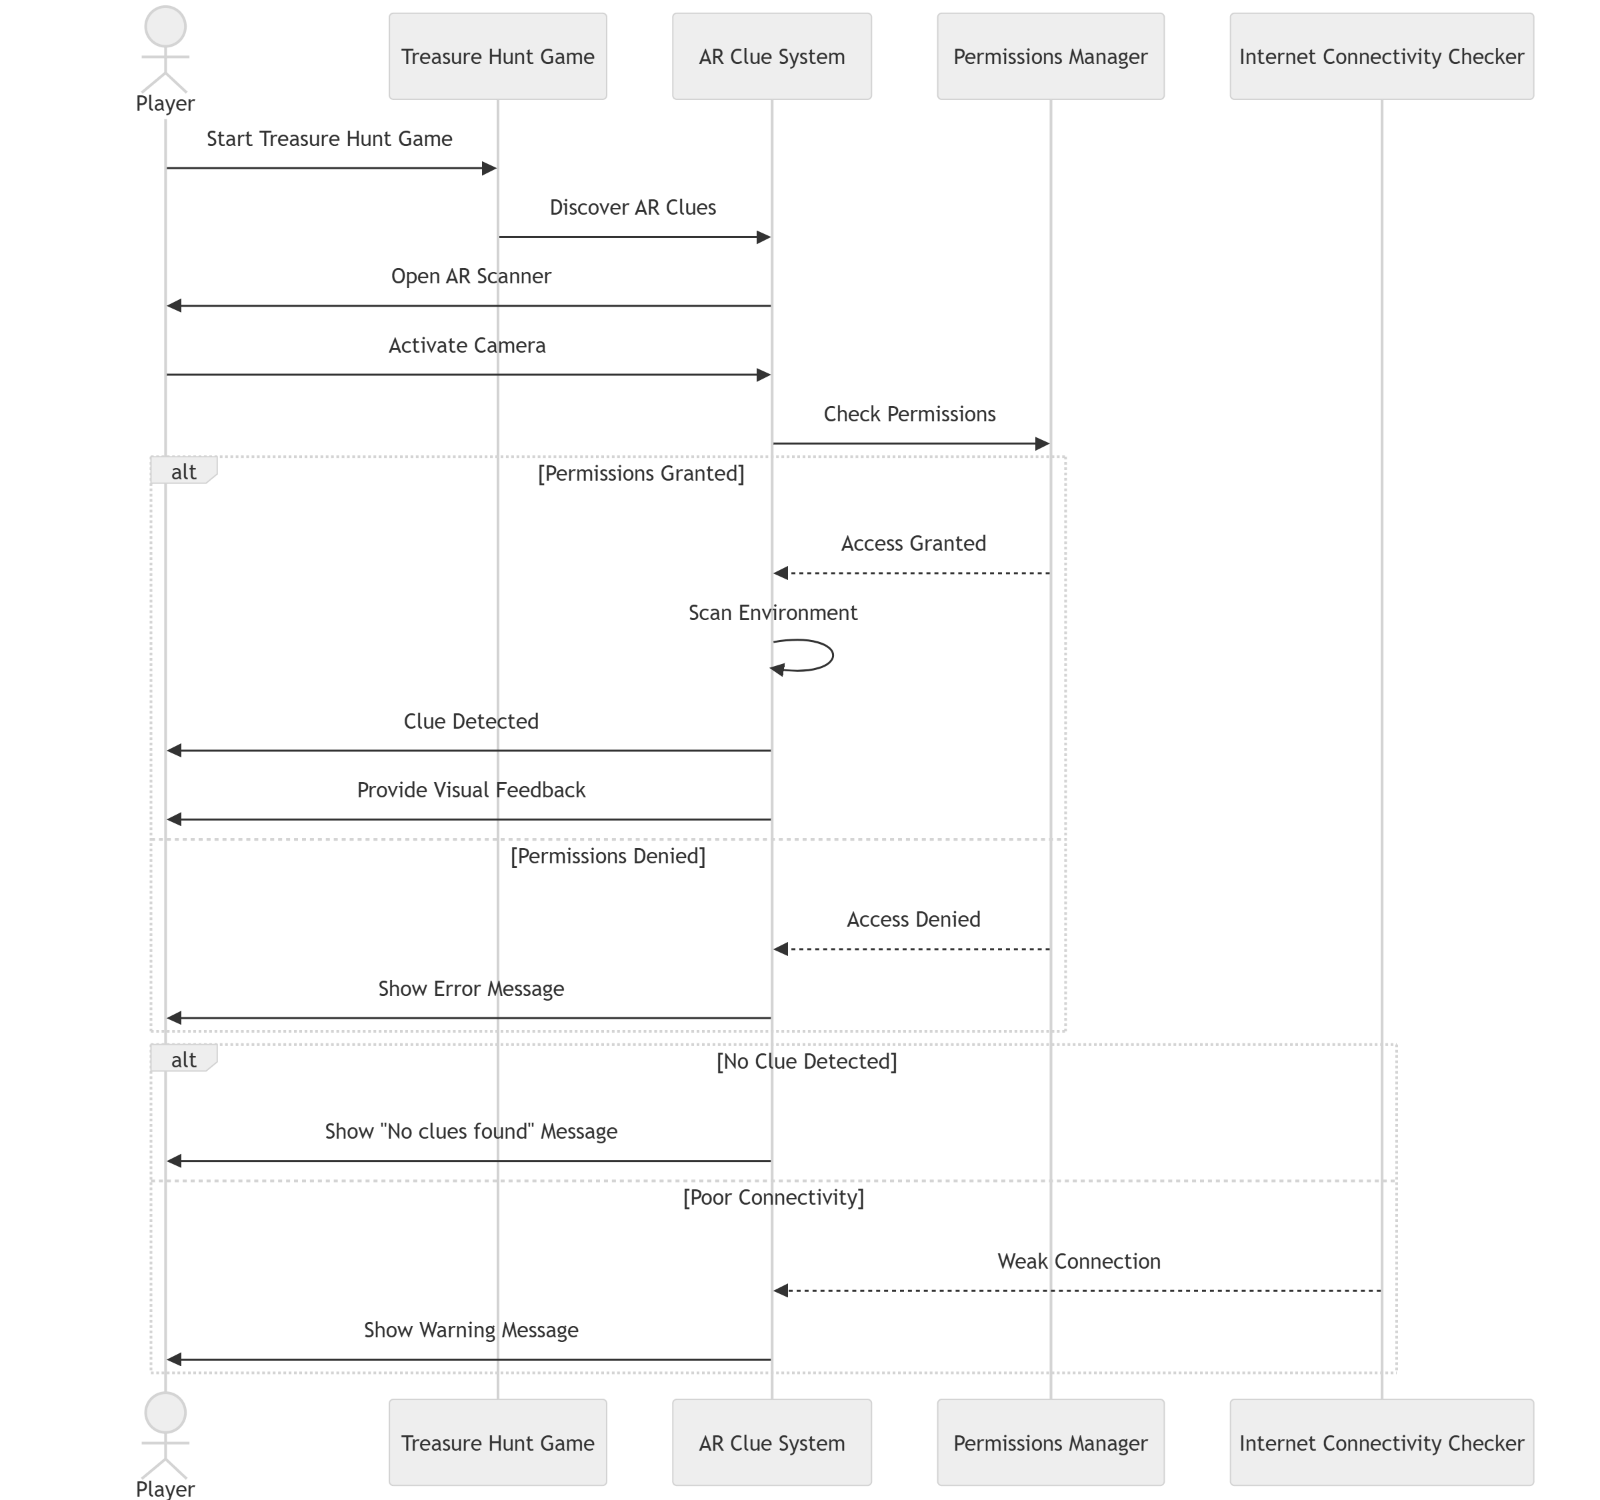 Player
Treasure Hunt Game
AR Clue System
Permissions Manager
Internet Connectivity Checker
Start Treasure Hunt Game
Discover AR Clues
Open AR Scanner
Activate Camera
Check Permissions
alt
[Permissions Granted]
Access Granted
Scan Environment
Clue Detected
Provide Visual Feedback
[Permissions Denied]
Access Denied
Show Error Message
alt
[No Clue Detected]
Show "No clues found" Message
[Poor Connectivity]
Weak Connection
Show Warning Message
Player
Treasure Hunt Game
AR Clue System
Permissions Manager
Internet Connectivity Checker